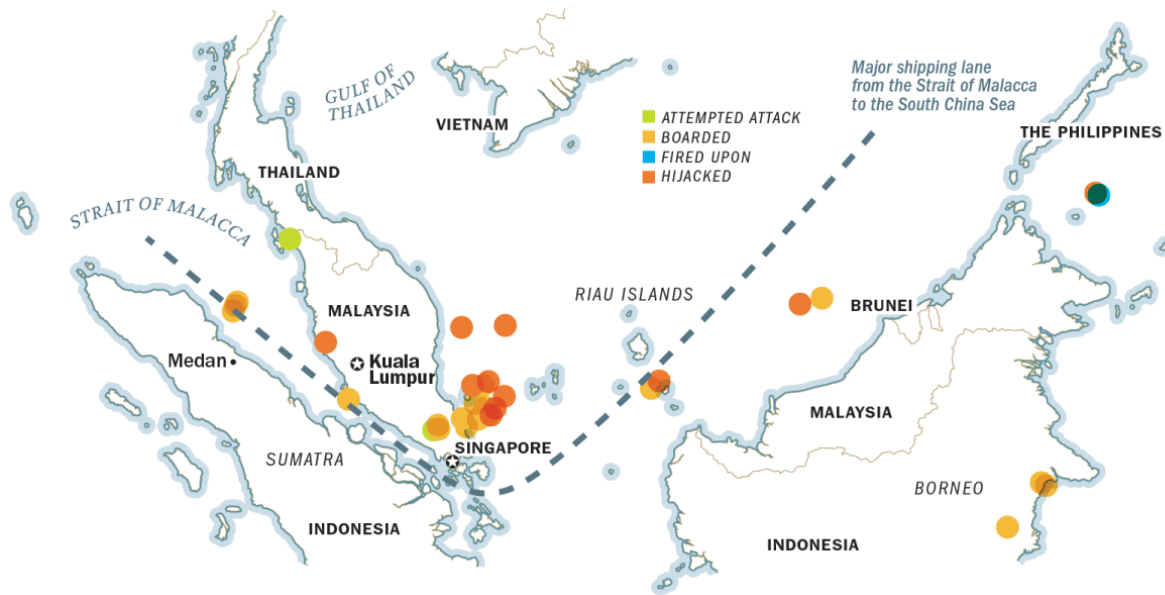 GULF OF
THAILAND
VIETNAM
Major shipping lane
from the Strait of Malacca
to the South China Sea
ATTEMPTED ATTACK
BOARDED
FIRED UPON
HIJACKED
THE PHILIPPINES
THAILAND
STRAIT OF MALACCA
RIAU ISLANDS
MALAYSIA
BRUNEI
Medan
Kuala
Lumpur
MALAYSIA
SINGAPORE
SUMATRA
BORNEO
INDONESIA
INDONESIA